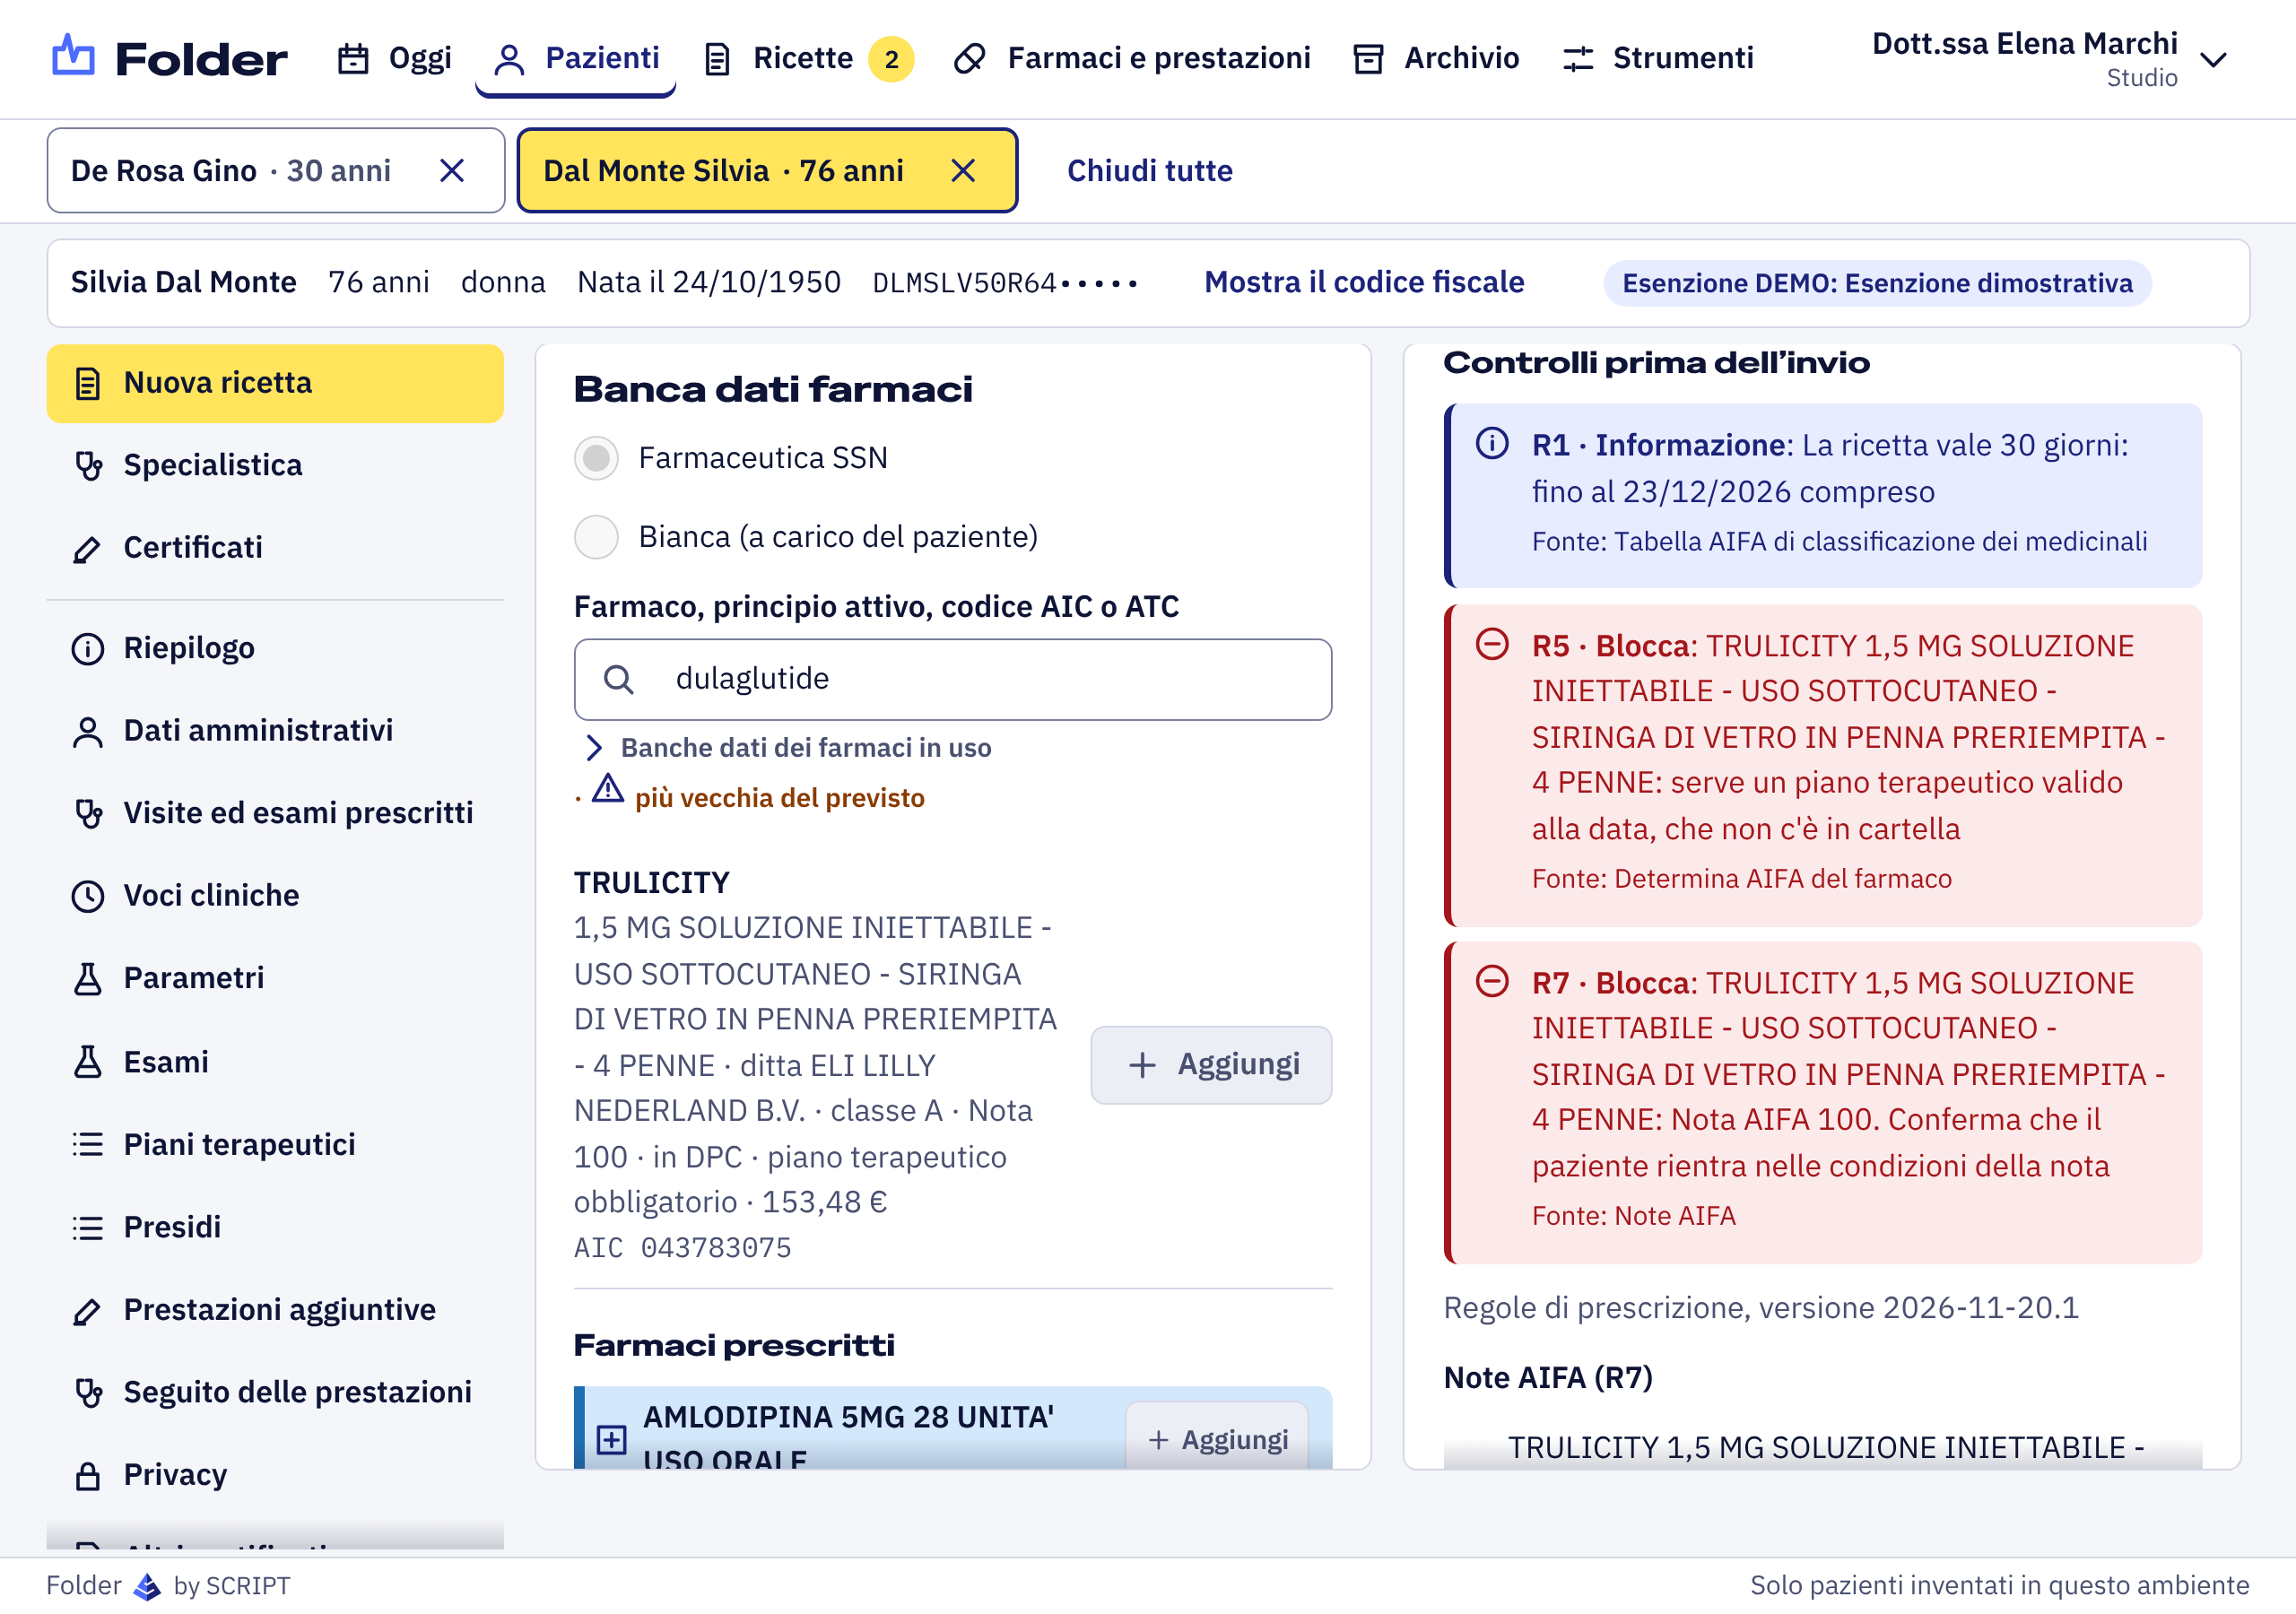 Folder
Oggi
Pazienti
Ricette 2
Farmaci e prestazioni
Archivio
Strumenti
Dott.ssa Elena Marchi
Studio
De Rosa Gino · 30 anni
Dal Monte Silvia · 76 anni
Chiudi tutte
Silvia Dal Monte 76 anni donna Nata il 24/10/1950 DLMSLV50R64•••••
Mostra il codice fiscale
Esenzione DEMO: Esenzione dimostrativa
Nuova ricetta
Specialistica
Certificati
Riepilogo
Dati amministrativi
Visite ed esami prescritti
Voci cliniche
Parametri
Esami
Piani terapeutici
Presidi
Prestazioni aggiuntive
Seguito delle prestazioni
Privacy
Banca dati farmaci
Farmaceutica SSN
Bianca (a carico del paziente)
Farmaco, principio attivo, codice AIC o ATC
dulaglutide
Banche dati dei farmaci in uso
· più vecchia del previsto
TRULICITY
1,5 MG SOLUZIONE INIETTABILE -
USO SOTTOCUTANEO - SIRINGA
DI VETRO IN PENNA PRERIEMPITA
- 4 PENNE · ditta ELI LILLY
NEDERLAND B.V. · classe A · Nota
100 · in DPC · piano terapeutico
obbligatorio · 153,48 €
AIC 043783075
Aggiungi
Farmaci prescritti
AMLODIPINA 5MG 28 UNITA'
USO ORALE
Aggiungi
Controlli prima dell’invio
R1 · Informazione: La ricetta vale 30 giorni:
fino al 23/12/2026 compreso
Fonte: Tabella AIFA di classificazione dei medicinali
R5 · Blocca: TRULICITY 1,5 MG SOLUZIONE
INIETTABILE - USO SOTTOCUTANEO -
SIRINGA DI VETRO IN PENNA PRERIEMPITA -
4 PENNE: serve un piano terapeutico valido
alla data, che non c'è in cartella
Fonte: Determina AIFA del farmaco
R7 · Blocca: TRULICITY 1,5 MG SOLUZIONE
INIETTABILE - USO SOTTOCUTANEO -
SIRINGA DI VETRO IN PENNA PRERIEMPITA -
4 PENNE: Nota AIFA 100. Conferma che il
paziente rientra nelle condizioni della nota
Fonte: Note AIFA
Regole di prescrizione, versione 2026-11-20.1
Note AIFA (R7)
TRULICITY 1,5 MG SOLUZIONE INIETTABILE -
Folder by SCRIPT
Solo pazienti inventati in questo ambiente